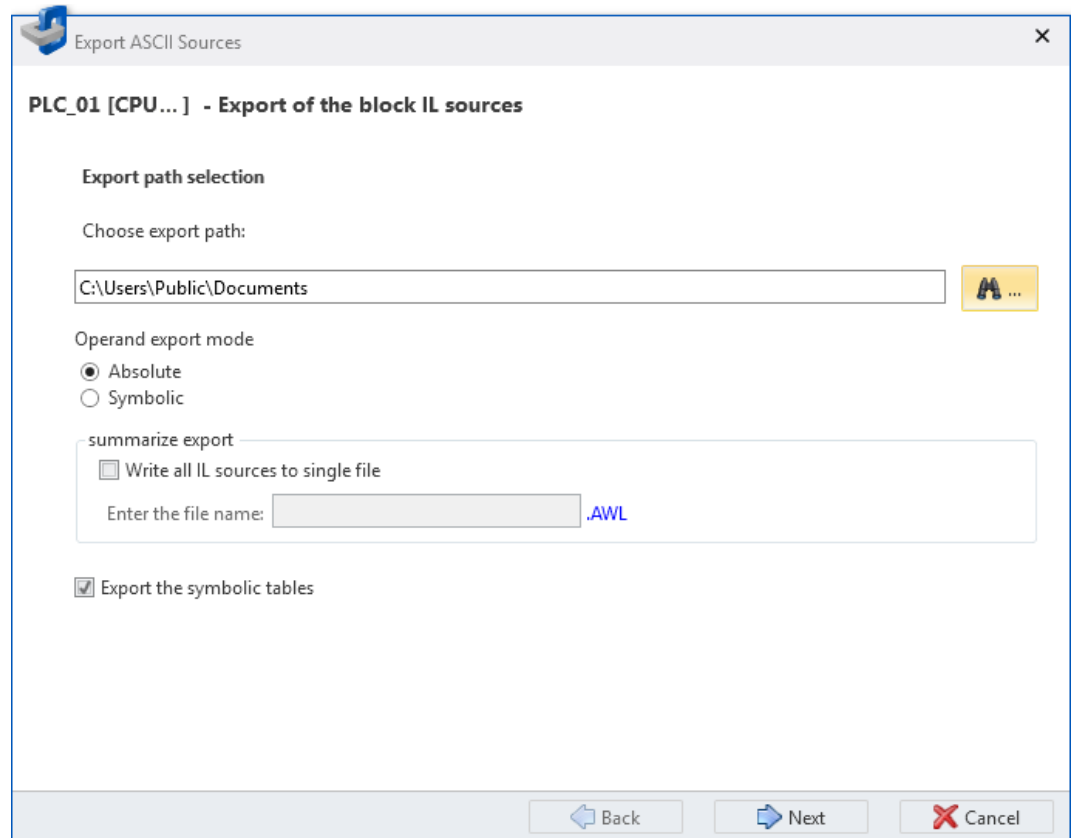 Export ASCII Sources
PLC_01 [CPU... ] - Export of the block IL sources
Export path selection
Choose export path:
C:\Users\Public\Documents
...
Operand export mode
Absolute
Symbolic
summarize export
Write all IL sources to single file
Enter the file name: .AWL
Export the symbolic tables
Back Next Cancel